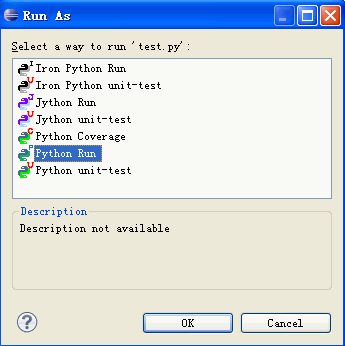 Run As
Select a way to run 'test.py':
Iron Python Run
Iron Python unit-test
Jython Run
Jython unit-test
Python Coverage
Python Run
Python unit-test
Description
Description not available
?
OK
Cancel